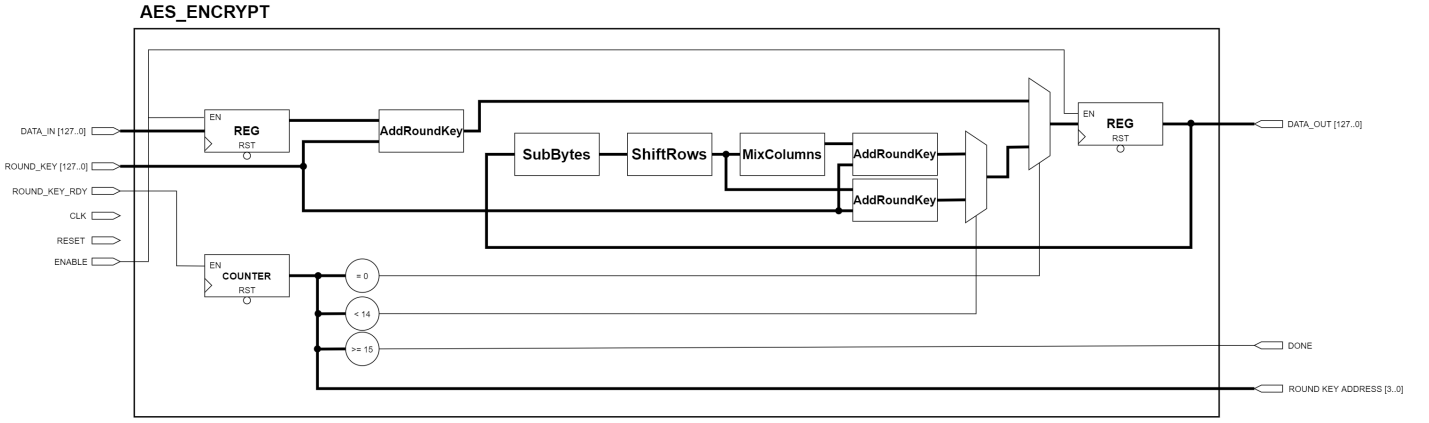 AES_ENCRYPT
EN
REG
RST
DATA_IN [127..0]
AddRoundKey
EN
REG
RST
DATA_OUT [127..0]
ROUND_KEY [127..0]
SubBytes
ShiftRows
MixColumns
AddRoundKey
AddRoundKey
ROUND_KEY_RDY
CLK
RESET
ENABLE
EN
COUNTER
RST
= 0
< 14
>= 15
DONE
ROUND KEY ADDRESS [3..0]